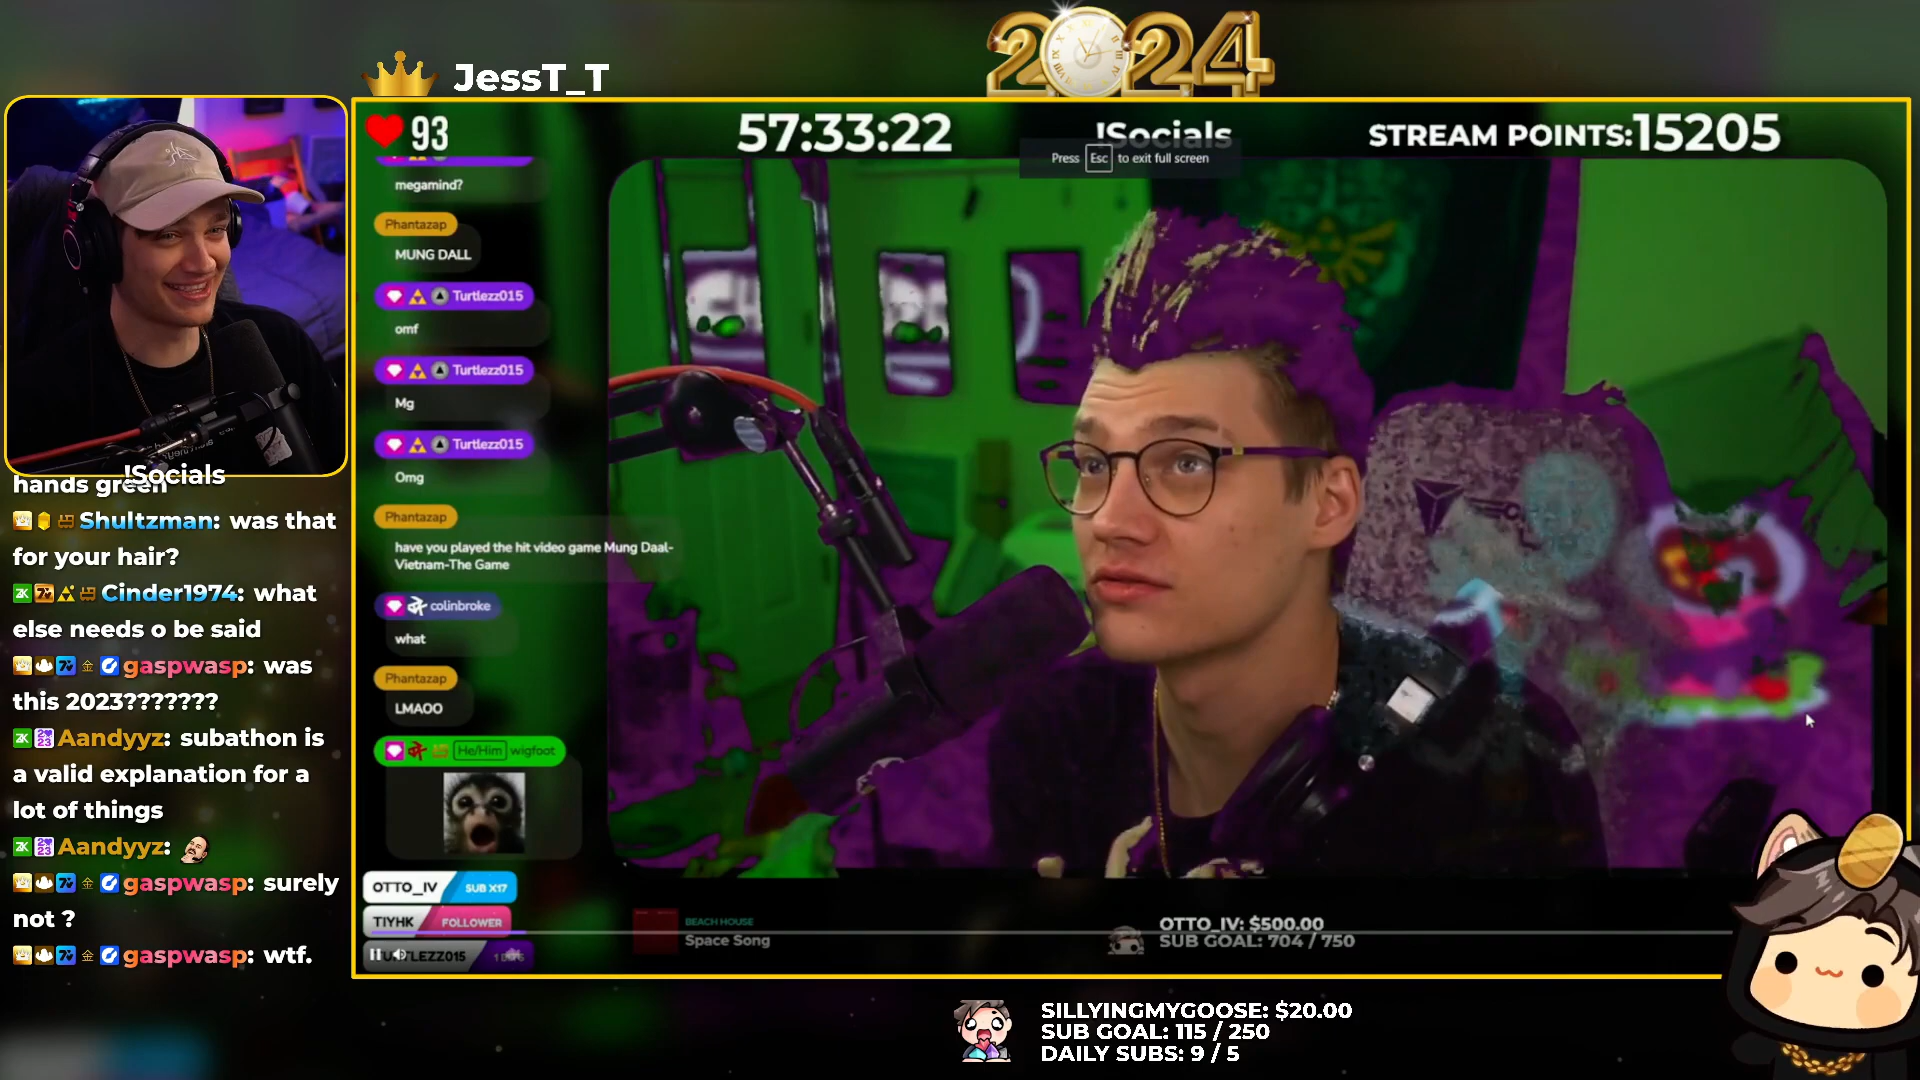 2024
JessT_T
93
57:33:22
!Socials
STREAM POINTS:15205
Press Esc to exit full screen
megamind?
Phantazap
MUNG DALL
Turtlezz015
omf
Turtlezz015
Mg
Turtlezz015
Omg
Phantazap
have you played the hit video game Mung Daal-
Vietnam-The Game
colinbroke
what
Phantazap
LMAOO
He/Him wigfoot
OTTO_IV SUB X17
TIYHK FOLLOWER
TURTLEZZ015
BEACH HOUSE
Space Song
OTTO_IV: $500.00
SUB GOAL: 704 / 750
!Socials
hands green
Shultzman: was that
for your hair?
Cinder1974: what
else needs o be said
gaspwasp: was
this 2023???????
Aandyyz: subathon is
a valid explanation for a
lot of things
Aandyyz:
gaspwasp: surely
not ?
gaspwasp: wtf.
SILLYINGMYGOOSE: $20.00
SUB GOAL: 115 / 250
DAILY SUBS: 9 / 5